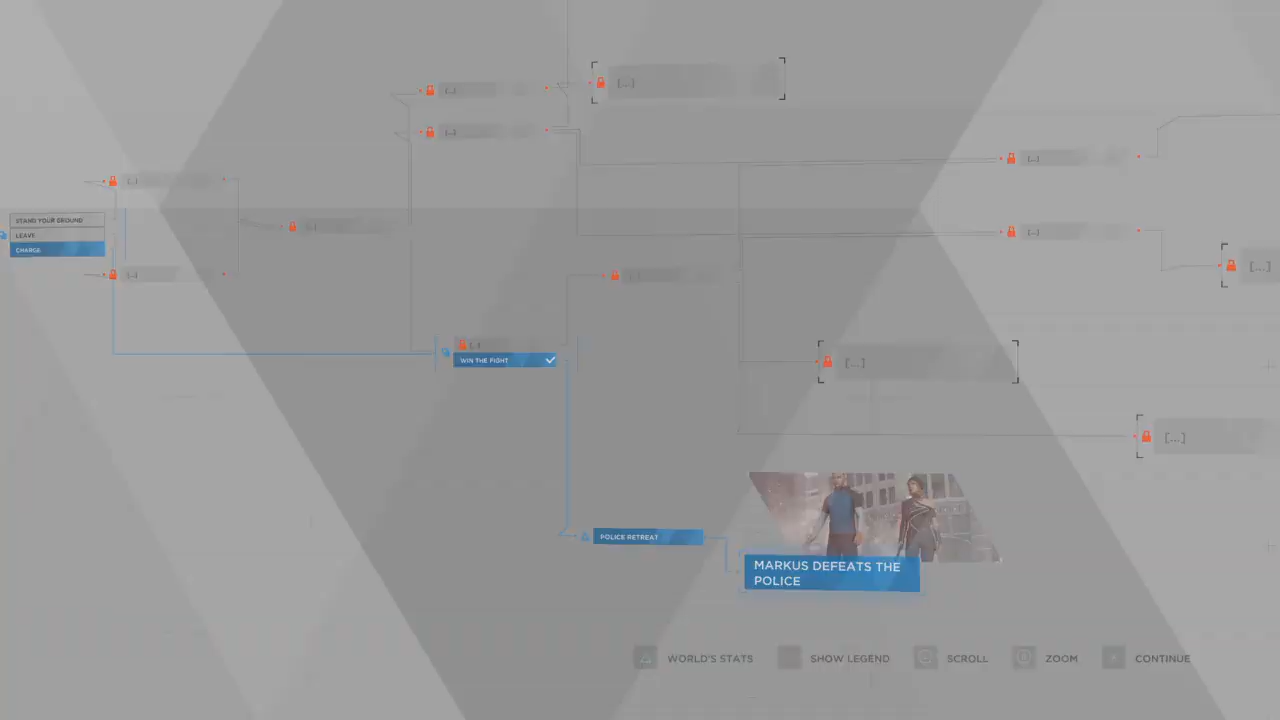 [...]
[...]
[...]
[...]
[...]
STAND YOUR GROUND
[...]
LEAVE
[...]
CHARGE
[...]
[...]
[...]
[...]
WIN THE FIGHT
[...]
[...]
POLICE RETREAT
MARKUS DEFEATS THE
POLICE
WORLD'S STATS
SHOW LEGEND
SCROLL
ZOOM
CONTINUE